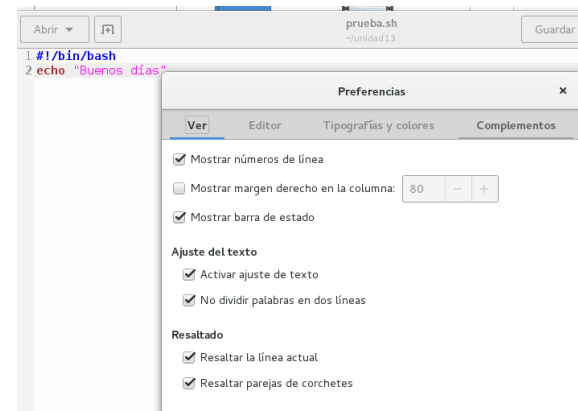 Abrir
prueba.sh
~/unidad13
Guardar
1 #!/bin/bash
2 echo "Buenos días"
Preferencias ×
Ver Editor Tipografías y colores Complementos
Mostrar números de línea
Mostrar margen derecho en la columna: 80 − +
Mostrar barra de estado
Ajuste del texto
Activar ajuste de texto
No dividir palabras en dos líneas
Resaltado
Resaltar la línea actual
Resaltar parejas de corchetes